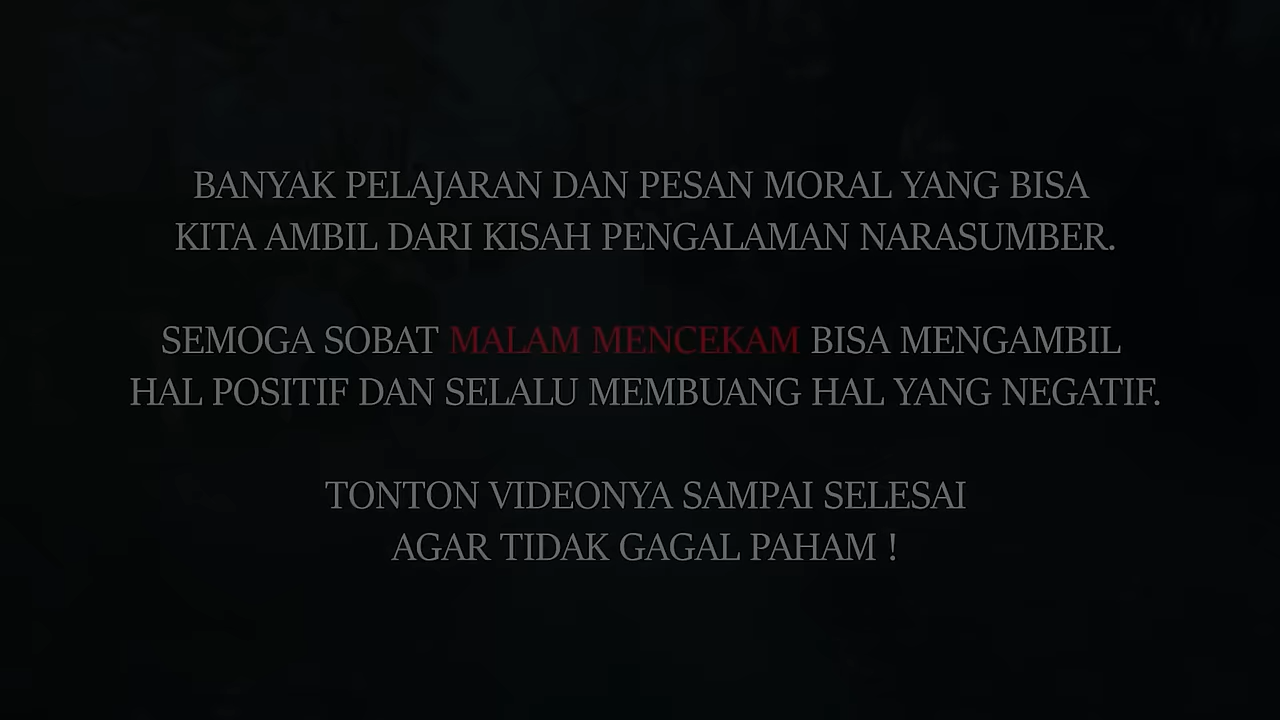 BANYAK PELAJARAN DAN PESAN MORAL YANG BISA
KITA AMBIL DARI KISAH PENGALAMAN NARASUMBER.
SEMOGA SOBAT MALAM MENCEKAM BISA MENGAMBIL
HAL POSITIF DAN SELALU MEMBUANG HAL YANG NEGATIF.
TONTON VIDEONYA SAMPAI SELESAI
AGAR TIDAK GAGAL PAHAM !